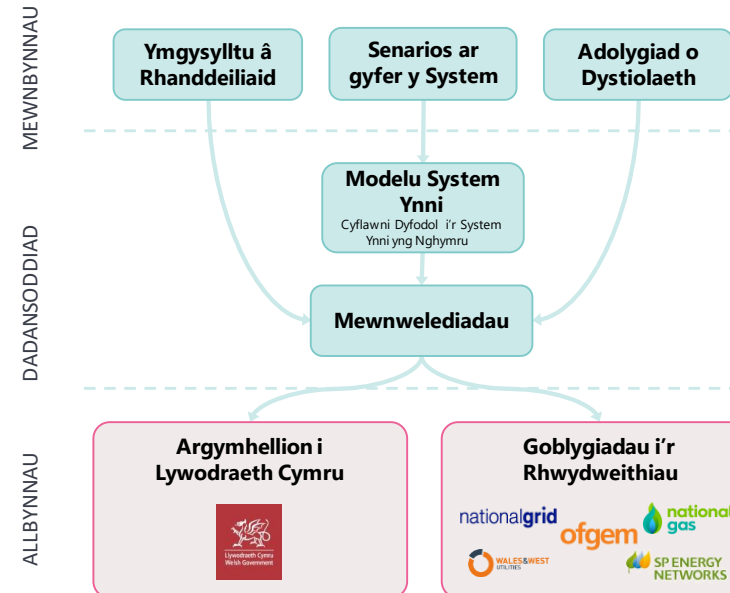 MEWNBYNNAU
Ymgysylltu â
Rhanddeiliaid
Senarios ar
gyfer y System
Adolygiad o
Dystiolaeth
DADANSODDIAD
Modelu System
Ynni
Cyflawni Dyfodol i'r System
Ynni yng Nghymru
Mewnwelediadau
ALLBYNNAU
Argymhellion i
Lywodraeth Cymru
Llywodraeth Cymru
Welsh Government
Goblygiadau i'r
Rhwydweithiau
nationalgrid
ofgem
national
gas
WALES&WEST
UTILITIES
SP ENERGY
NETWORKS